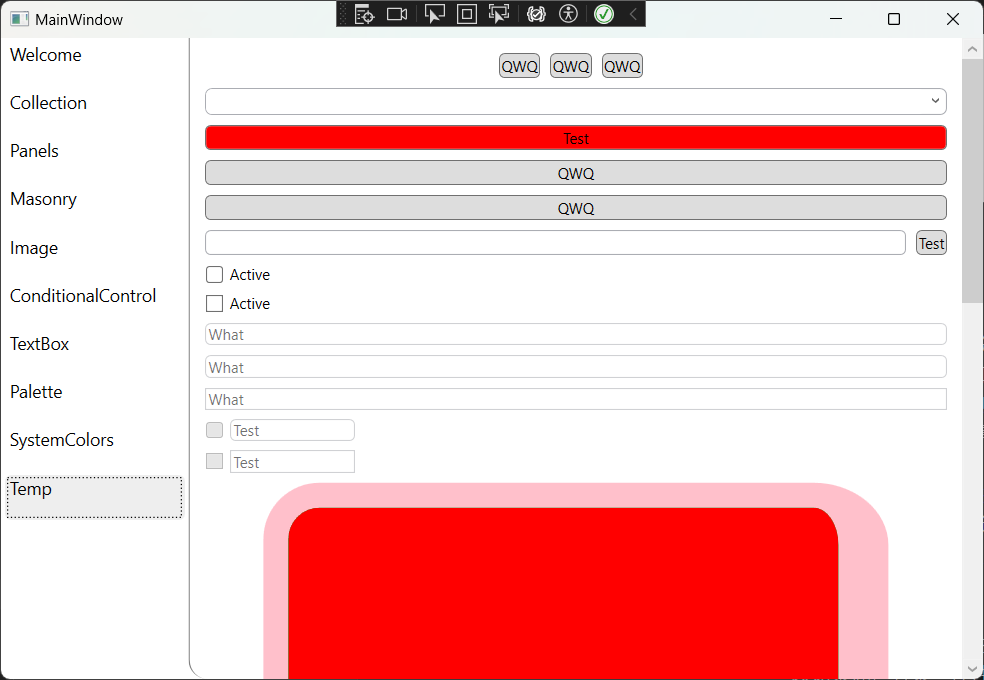 MainWindow
Welcome
Collection
Panels
Masonry
Image
ConditionalControl
TextBox
Palette
SystemColors
Temp
QWQ QWQ QWQ
Test
QWQ
QWQ
Test
Active
Active
What
What
What
Test
Test